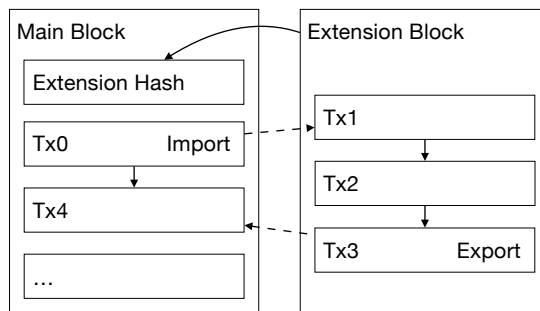 Main Block
Extension Hash
Tx0 Import
Tx4
...
Extension Block
Tx1
Tx2
Tx3 Export